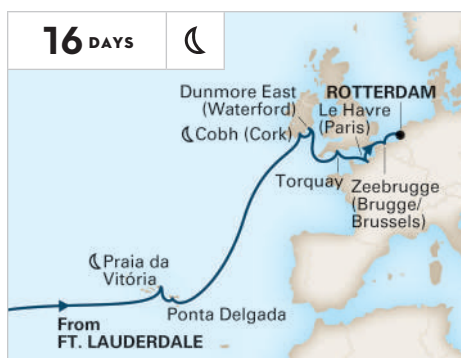 16 DAYS
Dunmore East
(Waterford)
ROTTERDAM
Le Havre
(Paris)
Cobh (Cork)
Torquay
Zeebrugge
(Brugge/
Brussels)
Praia da
Vitória
Ponta Delgada
From
FT. LAUDERDALE